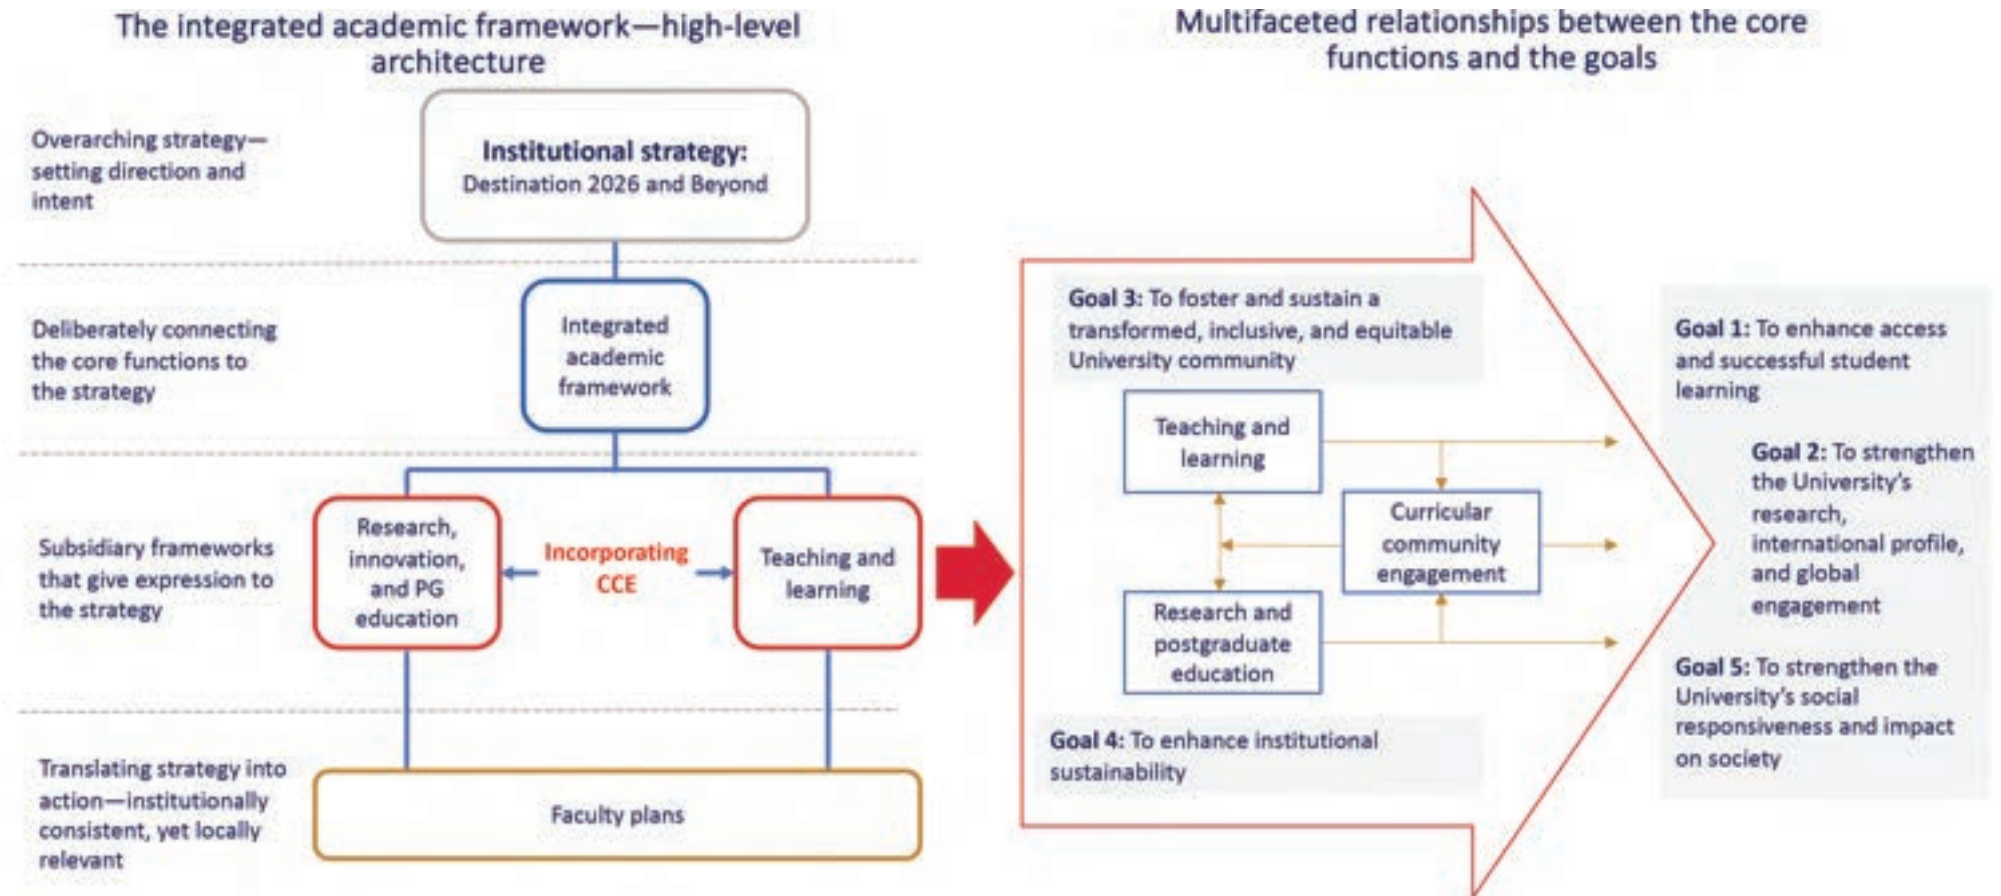 The integrated academic framework—high-level
architecture
Overarching strategy—
setting direction and
intent
Institutional strategy:
Destination 2026 and Beyond
Deliberately connecting
the core functions to
the strategy
Integrated
academic
framework
Subsidiary frameworks
that give expression to
the strategy
Research,
innovation,
and PG
education
Incorporating
CCE
Teaching and
learning
Translating strategy into
action—institutionally
consistent, yet locally
relevant
Faculty plans
Multifaceted relationships between the core
functions and the goals
Goal 3: To foster and sustain a
transformed, inclusive, and equitable
University community
Teaching and
learning
Curricular
community
engagement
Research and
postgraduate
education
Goal 4: To enhance institutional
sustainability
Goal 1: To enhance access
and successful student
learning
Goal 2: To strengthen
the University's
research,
international profile,
and global
engagement
Goal 5: To strengthen the
University's social
responsiveness and impact
on society